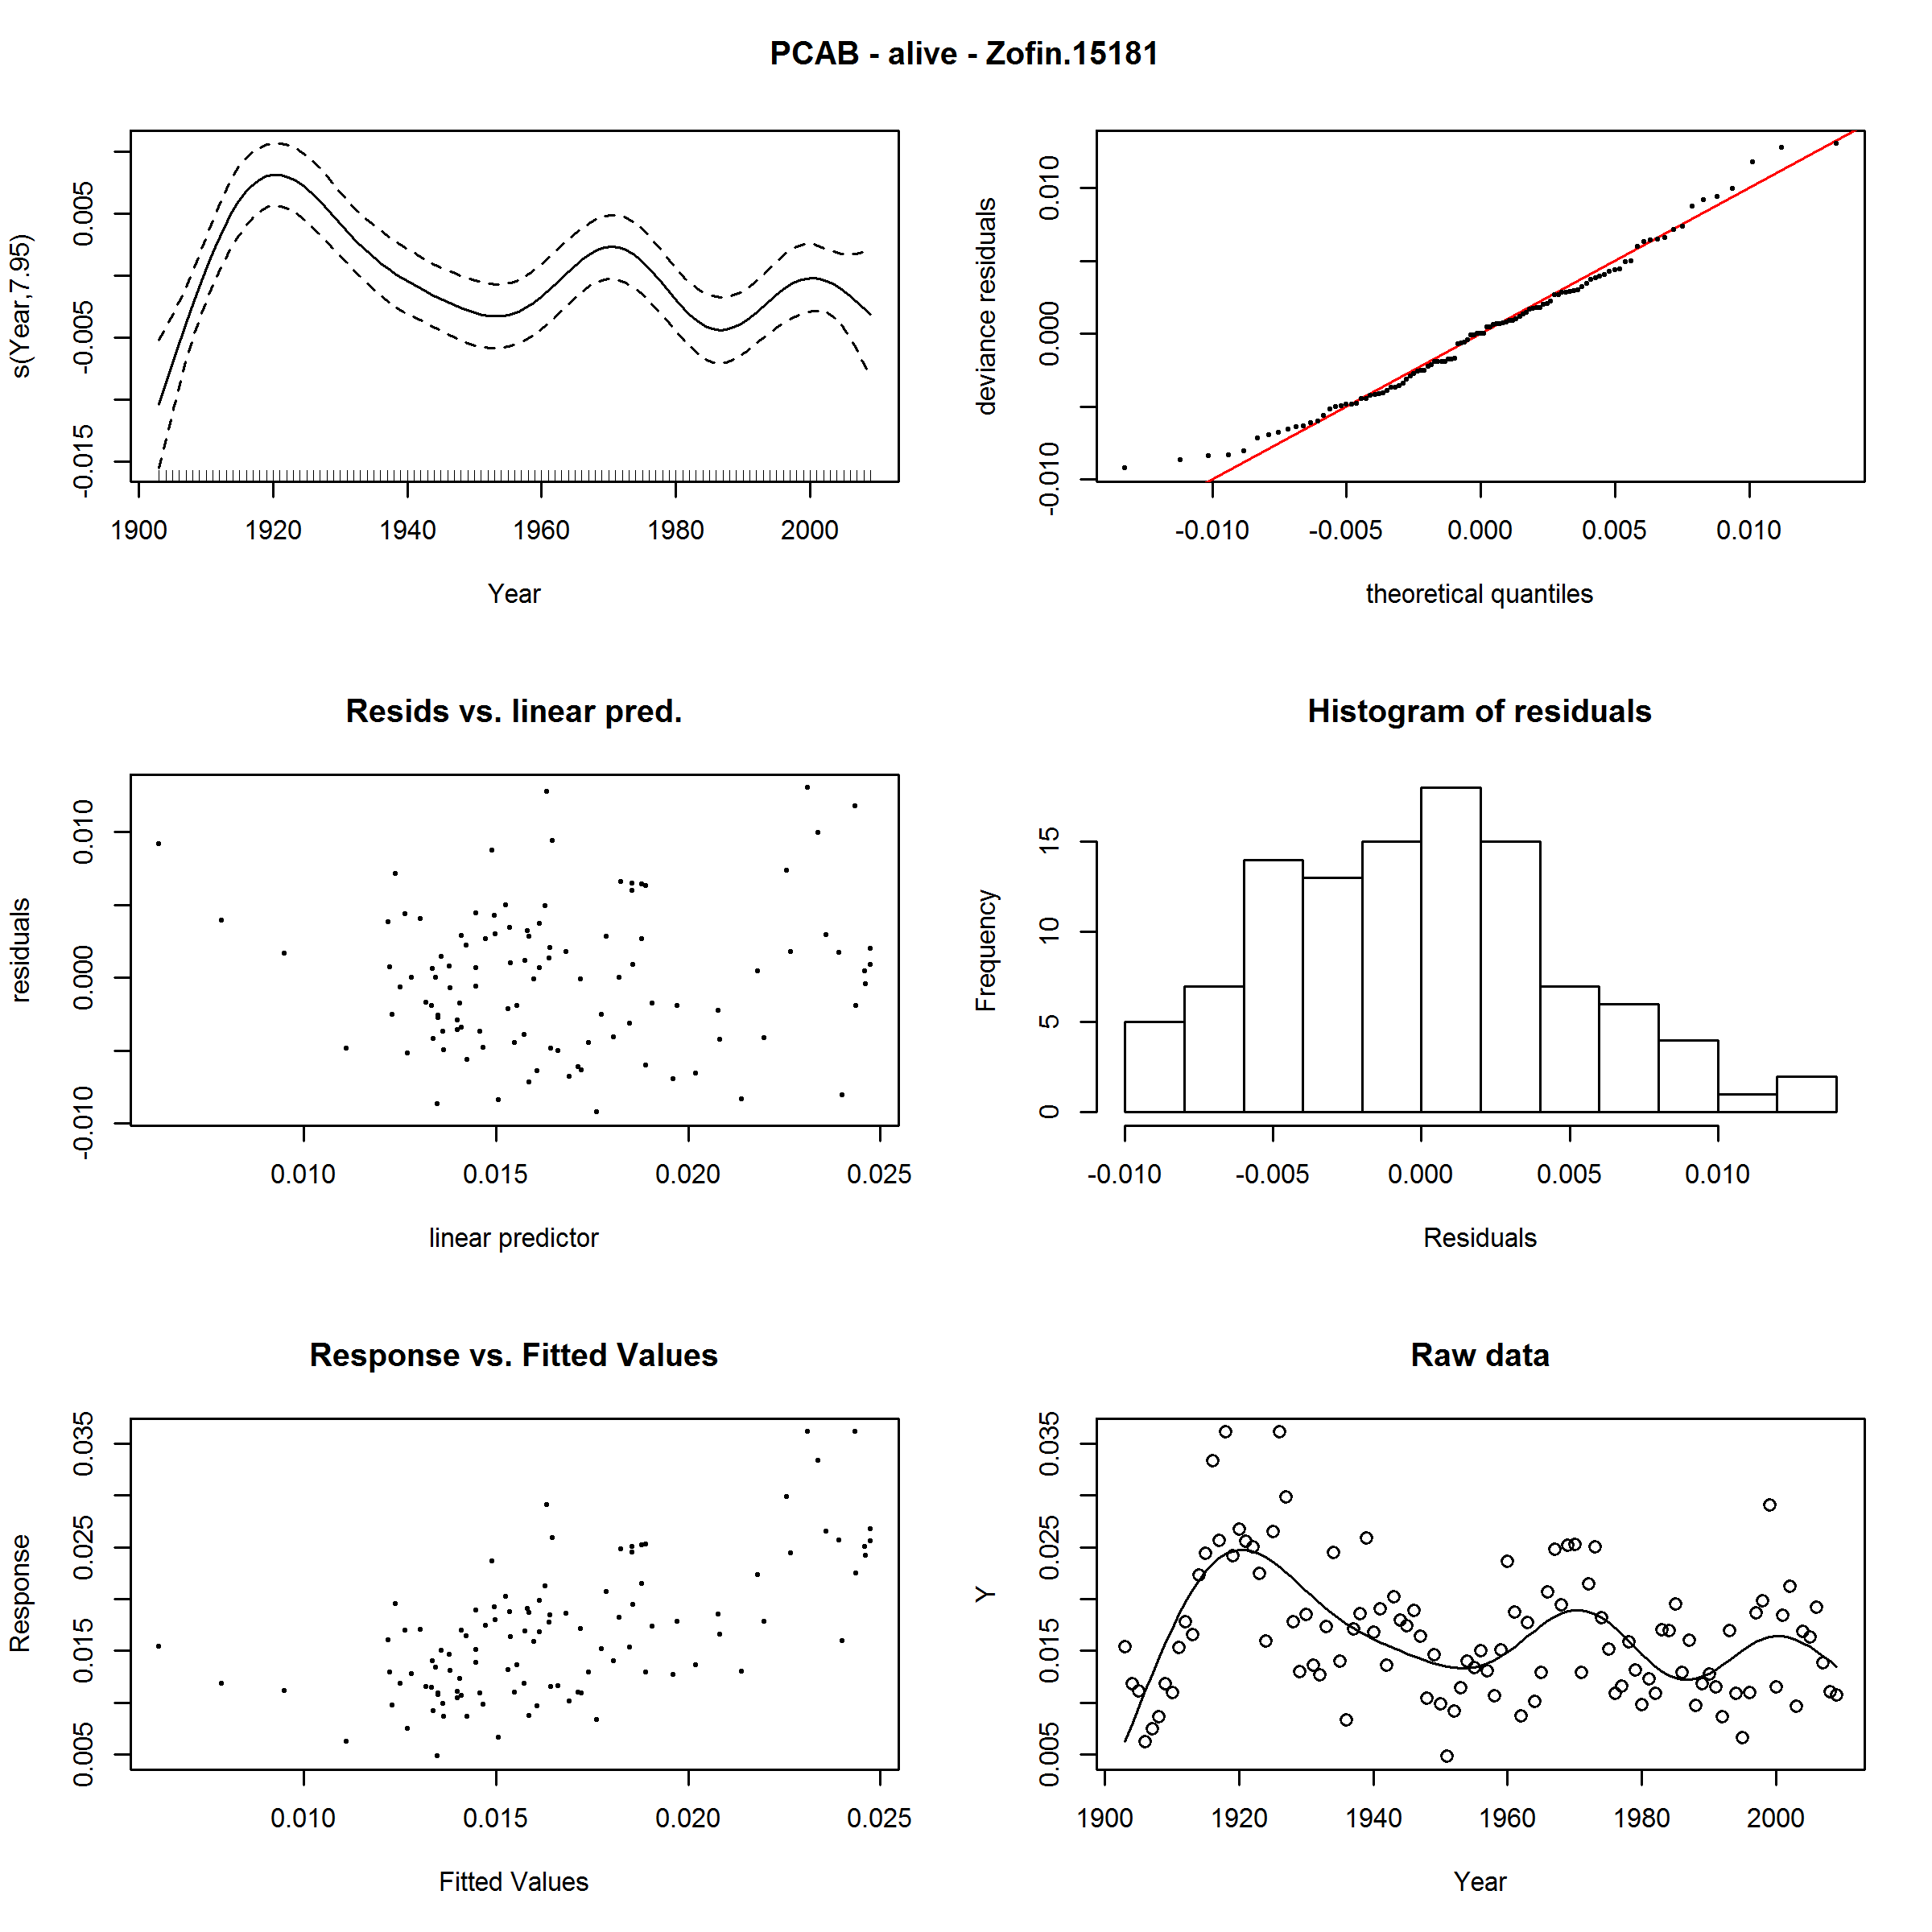 PCAB - alive - Zofin.15181
s(Year,7.95)
-0.015 -0.005 0.005
1900 1920 1940 1960 1980 2000
Year
deviance residuals
-0.010 0.000 0.010
-0.010 -0.005 0.000 0.005 0.010
theoretical quantiles
Resids vs. linear pred.
residuals
-0.010 0.000 0.010
0.010 0.015 0.020 0.025
linear predictor
Histogram of residuals
Frequency
0 5 10 15
-0.010 -0.005 0.000 0.005 0.010
Residuals
Response vs. Fitted Values
Response
0.005 0.015 0.025 0.035
0.010 0.015 0.020 0.025
Fitted Values
Raw data
Y
0.005 0.015 0.025 0.035
1900 1920 1940 1960 1980 2000
Year